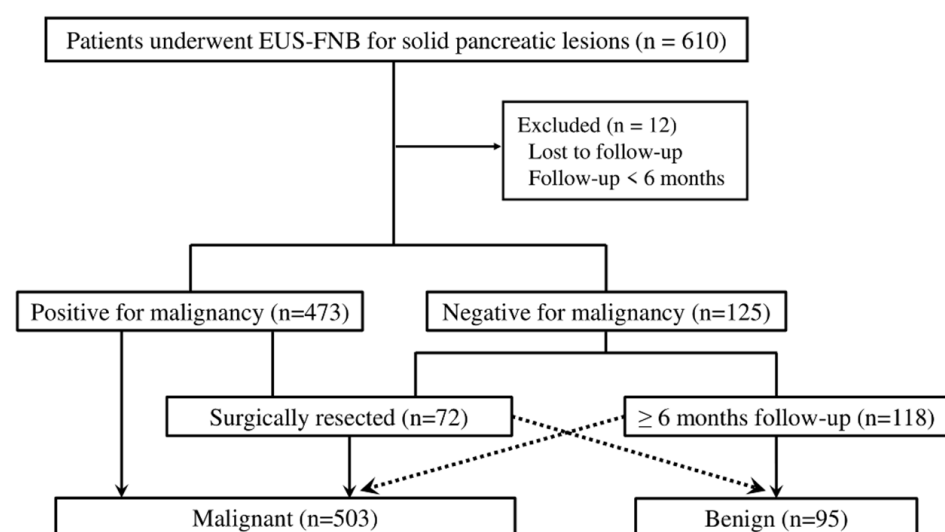 Patients underwent EUS-FNB for solid pancreatic lesions (n = 610)
Excluded (n = 12)
Lost to follow-up
Follow-up < 6 months
Positive for malignancy (n=473)
Negative for malignancy (n=125)
Surgically resected (n=72)
≥ 6 months follow-up (n=118)
Malignant (n=503)
Benign (n=95)